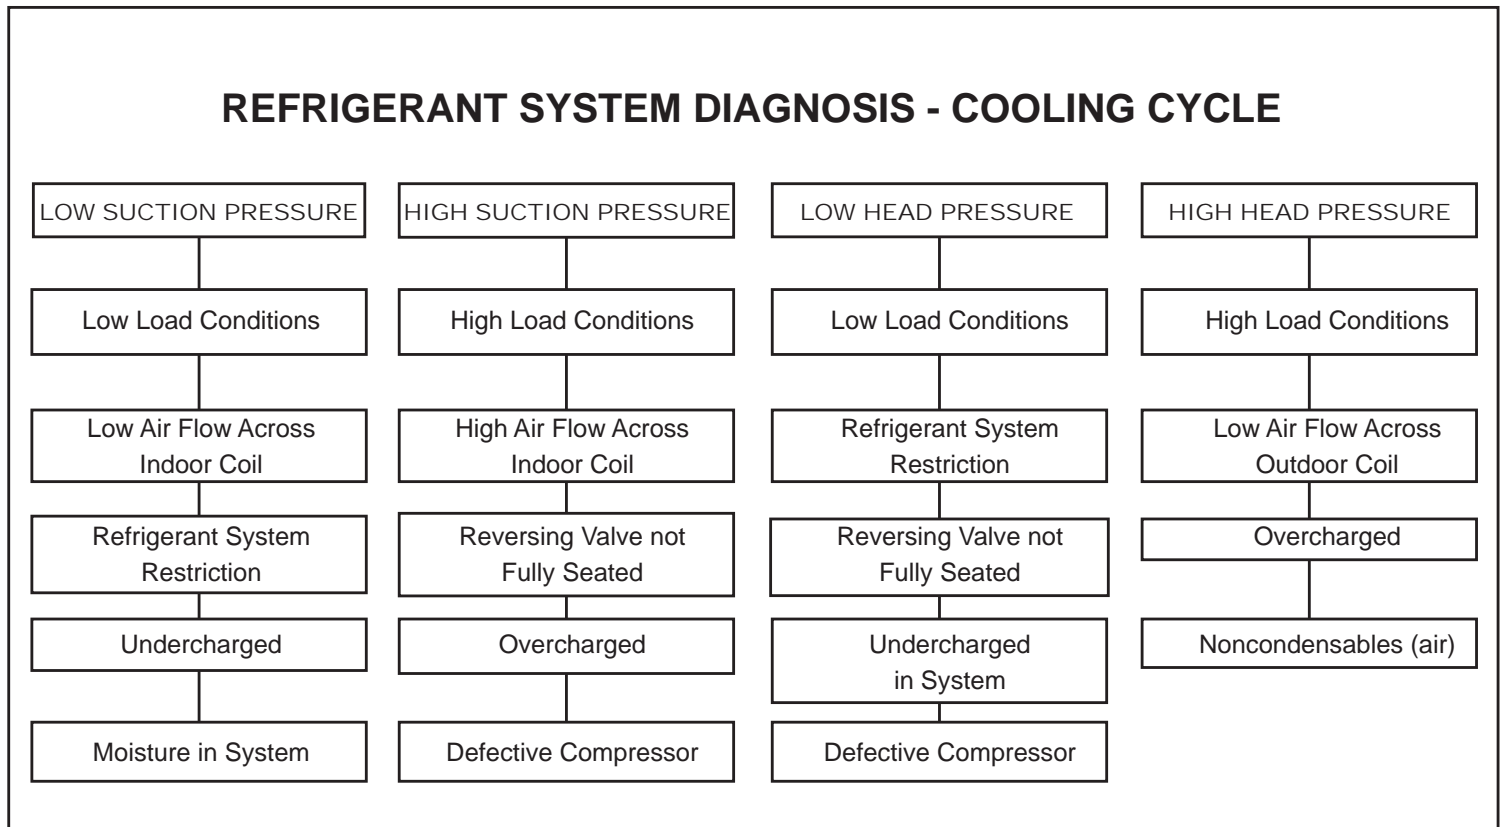 REFRIGERANT SYSTEM DIAGNOSIS - COOLING CYCLE
LOW SUCTION PRESSURE
Low Load Conditions
Low Air Flow Across
Indoor Coil
Refrigerant System
Restriction
Undercharged
Moisture in System
HIGH SUCTION PRESSURE
High Load Conditions
High Air Flow Across
Indoor Coil
Reversing Valve not
Fully Seated
Overcharged
Defective Compressor
LOW HEAD PRESSURE
Low Load Conditions
Refrigerant System
Restriction
Reversing Valve not
Fully Seated
Undercharged
in System
Defective Compressor
HIGH HEAD PRESSURE
High Load Conditions
Low Air Flow Across
Outdoor Coil
Overcharged
Noncondensables (air)